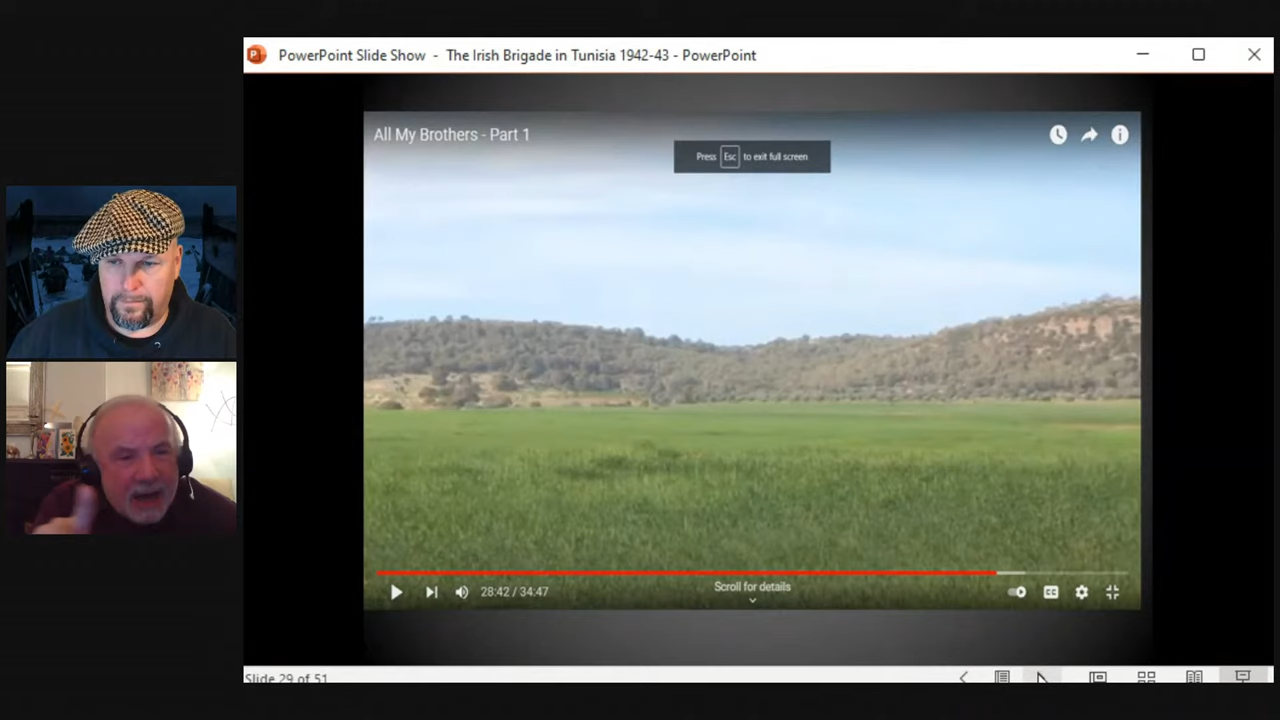 PowerPoint Slide Show - The Irish Brigade in Tunisia 1942-43 - PowerPoint
All My Brothers - Part 1
Press Esc to exit full screen
Scroll for details
28:42 / 34:47
CC
Slide 29 of 51